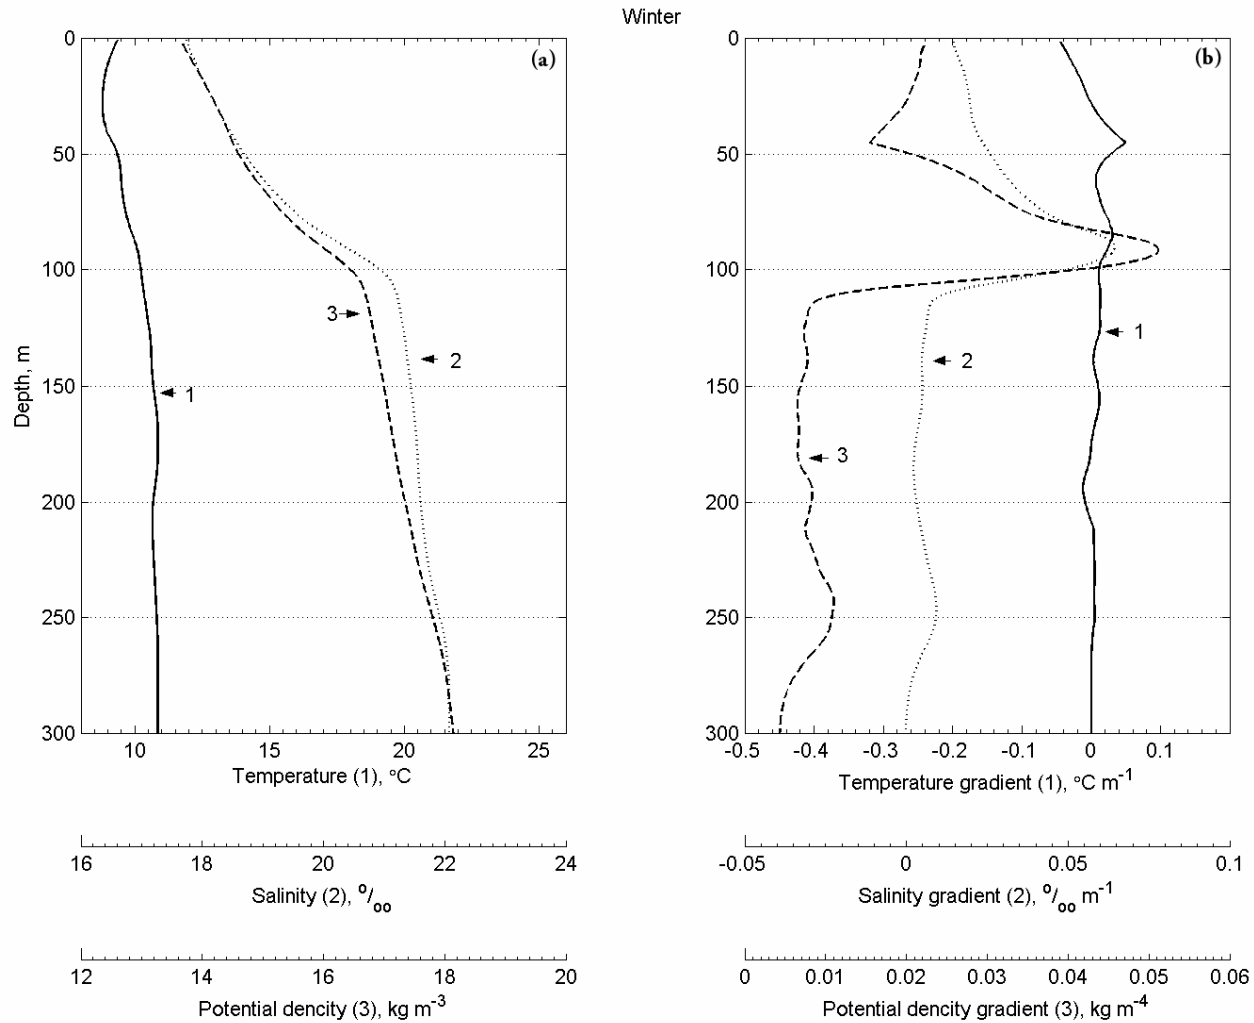 Winter
(a)
0
50
100
150
200
250
300
Depth, m
3
2
1
10 15 20 25
Temperature (1), °C
16 18 20 22 24
Salinity (2), º/ₒₒ
12 14 16 18 20
Potential dencity (3), kg m⁻³
(b)
0
50
100
150
200
250
300
1
2
3
-0.5 -0.4 -0.3 -0.2 -0.1 0 0.1
Temperature gradient (1), °C m⁻¹
-0.05 0 0.05 0.1
Salinity gradient (2), º/ₒₒ m⁻¹
0 0.01 0.02 0.03 0.04 0.05 0.06
Potential dencity gradient (3), kg m⁻⁴